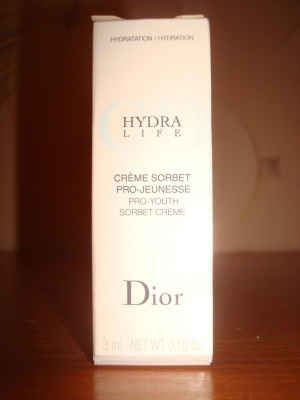 HYDRATATION / HYDRATION
HYDRA
LIFE
CRÈME SORBET
PRO-JEUNESSE
PRO-YOUTH
SORBET CREME
Dior
3 ml - NET WT 0.10 OZ